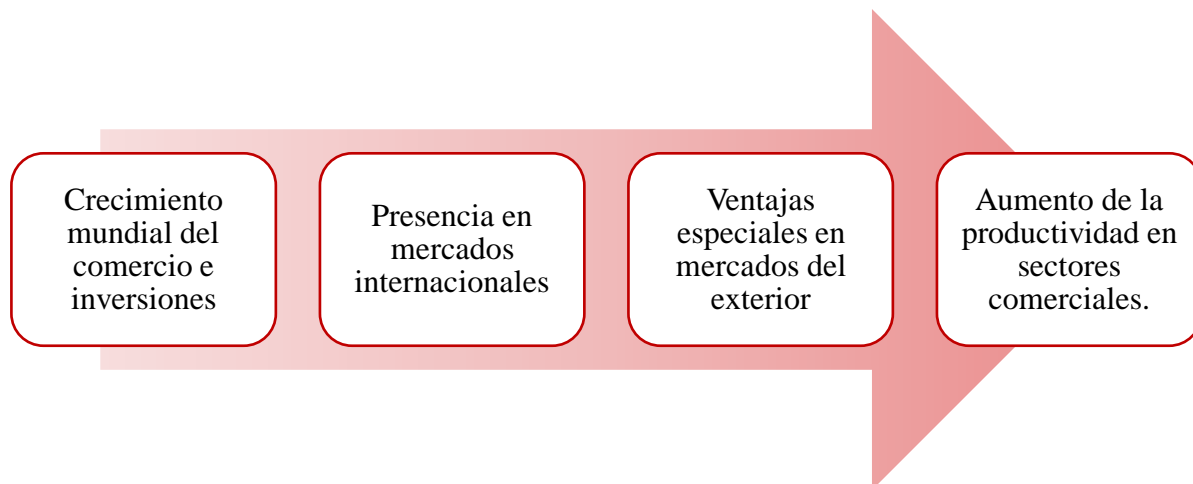 Crecimiento
mundial del
comercio e
inversiones
Presencia en
mercados
internacionales
Ventajas
especiales en
mercados del
exterior
Aumento de la
productividad en
sectores
comerciales.